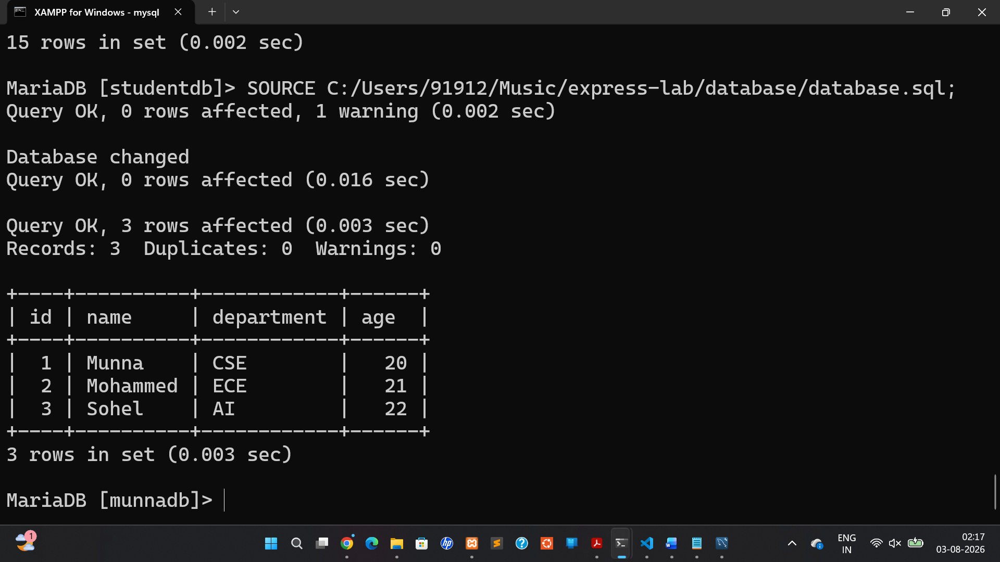 XAMPP for Windows - mysql
15 rows in set (0.002 sec)
MariaDB [studentdb]> SOURCE C:/Users/91912/Music/express-lab/database/database.sql;
Query OK, 0 rows affected, 1 warning (0.002 sec)
Database changed
Query OK, 0 rows affected (0.016 sec)
Query OK, 3 rows affected (0.003 sec)
Records: 3  Duplicates: 0  Warnings: 0
+----+----------+------------+------+
| id | name     | department | age  |
+----+----------+------------+------+
|  1 | Munna    | CSE        |   20 |
|  2 | Mohammed | ECE        |   21 |
|  3 | Sohel    | AI         |   22 |
+----+----------+------------+------+
3 rows in set (0.003 sec)
MariaDB [munnadb]>
1
hp
ENG
IN
02:17
03-08-2026